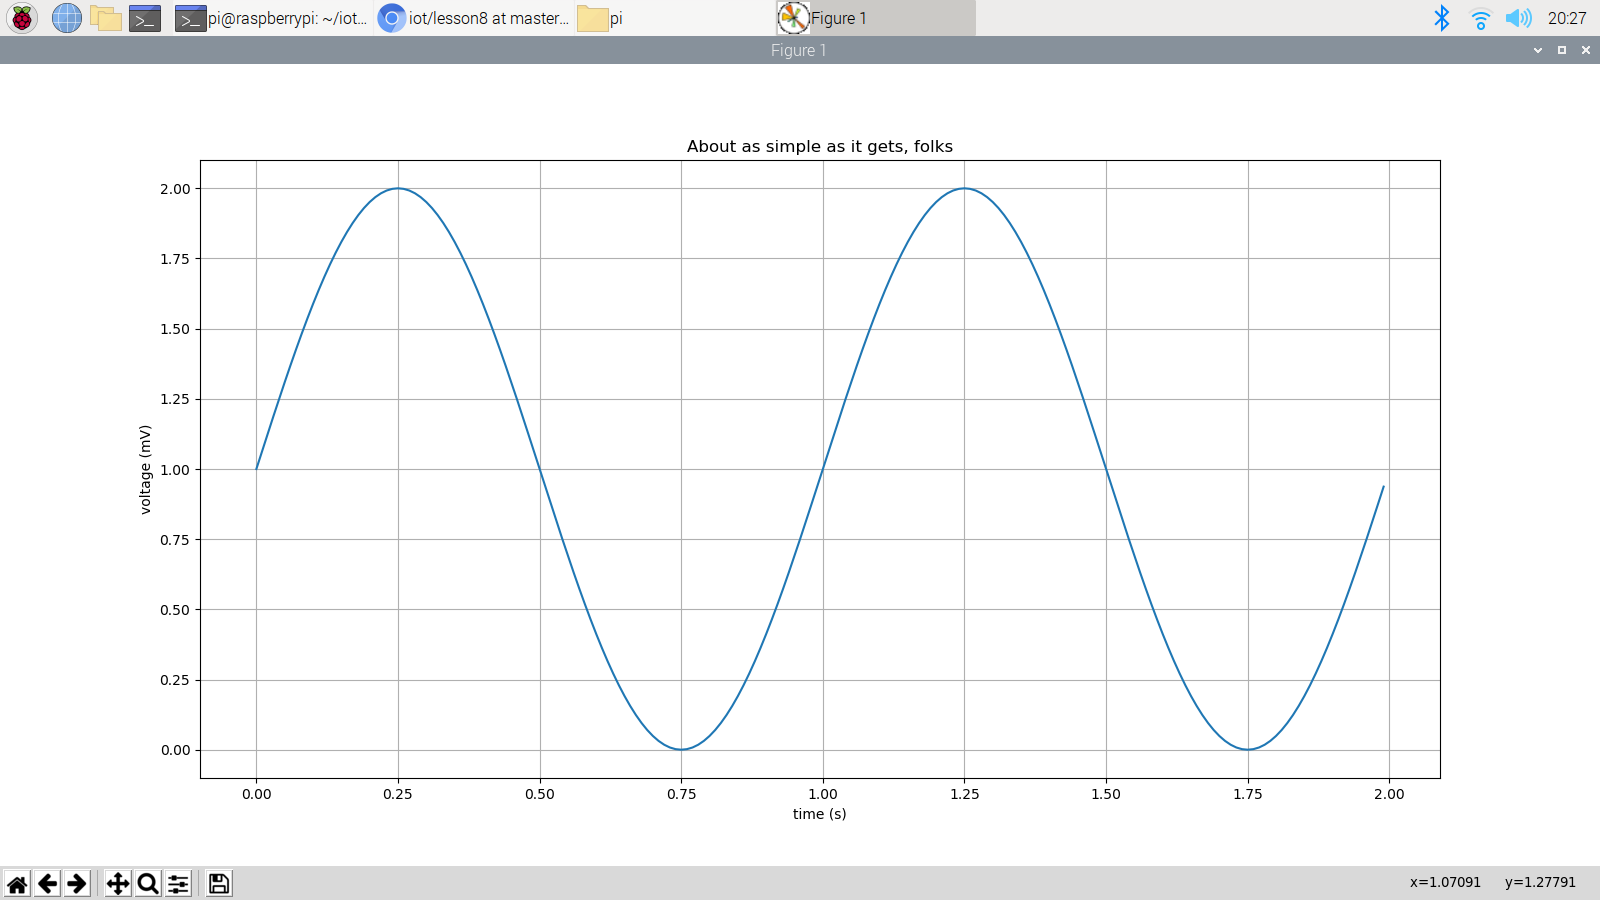 pi@raspberrypi: ~/iot...
iot/lesson8 at master...
pi
Figure 1
20:27
Figure 1
About as simple as it gets, folks
voltage (mV)
2.00
1.75
1.50
1.25
1.00
0.75
0.50
0.25
0.00
0.00 0.25 0.50 0.75 1.00 1.25 1.50 1.75 2.00
time (s)
x=1.07091 y=1.27791